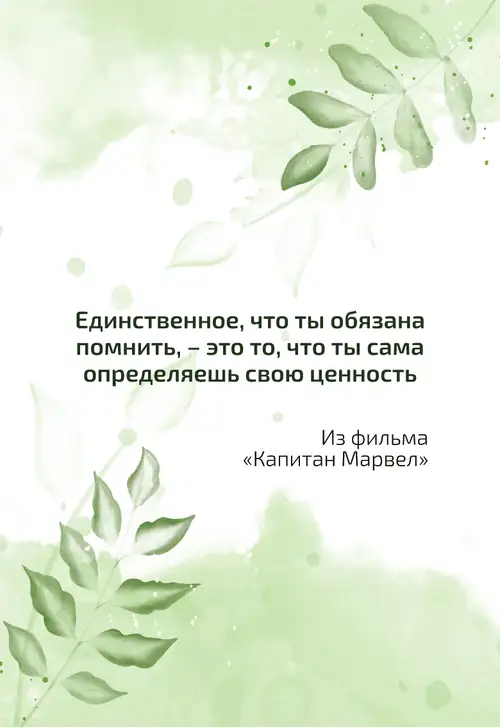 Единственное, что ты обязана
помнить, – это то, что ты сама
определяешь свою ценность
Из фильма
«Капитан Марвел»